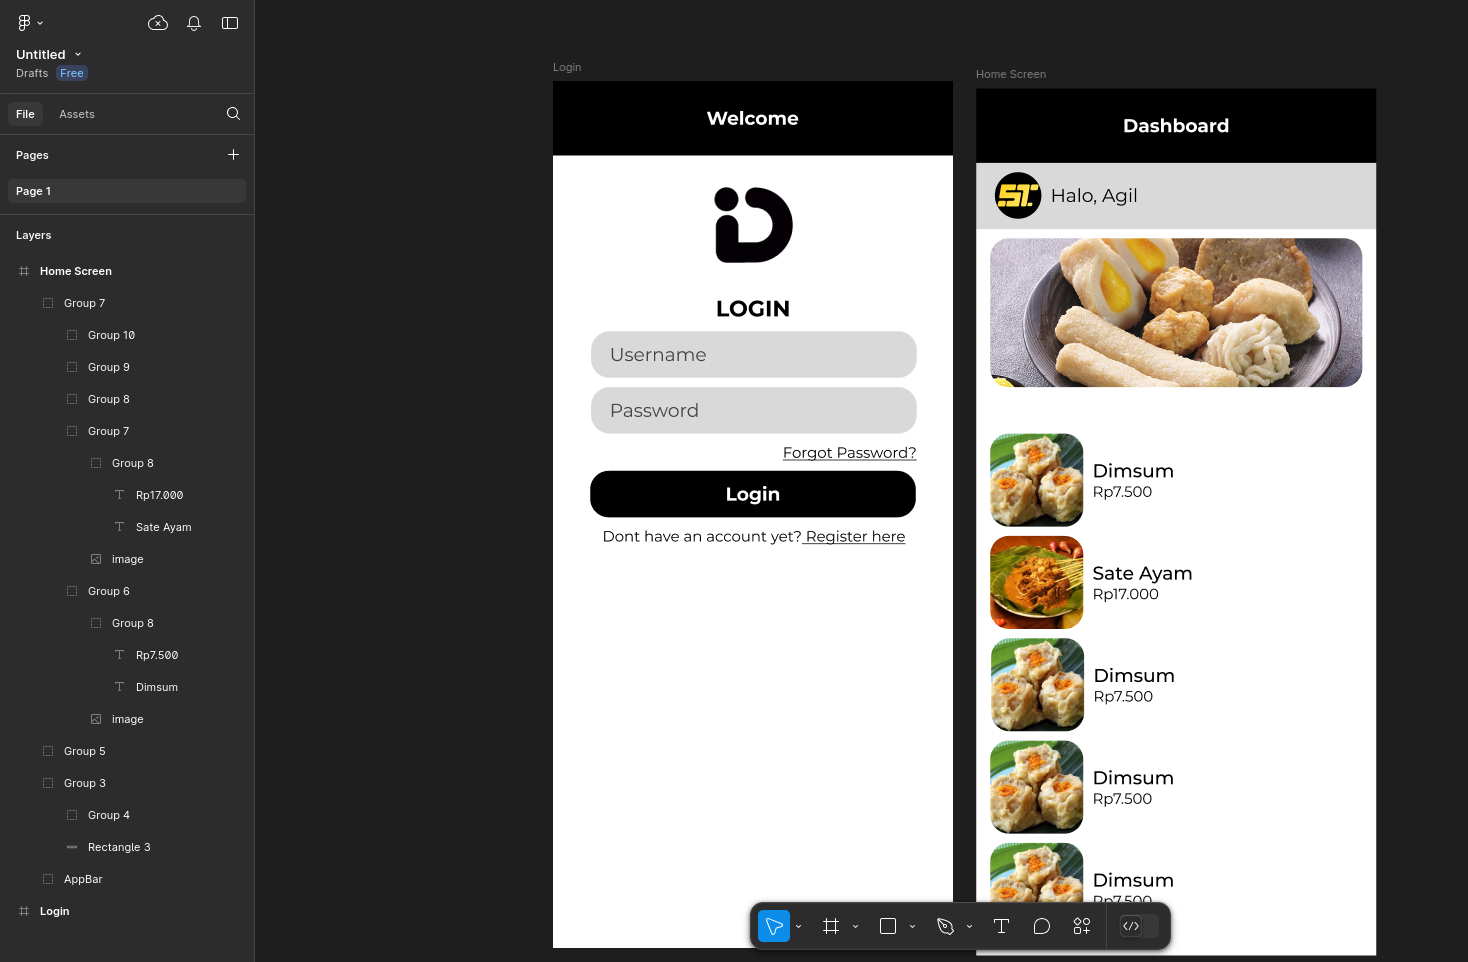 Untitled
Drafts Free
File Assets
Pages
Page 1
Layers
Home Screen
Group 7
Group 10
Group 9
Group 8
Group 7
Group 8
Rp17.000
Sate Ayam
image
Group 6
Group 8
Rp7.500
Dimsum
image
Group 5
Group 3
Group 4
Rectangle 3
AppBar
Login
Login
Welcome
LOGIN
Username
Password
Forgot Password?
Login
Dont have an account yet? Register here
Home Screen
Dashboard
ST.
Halo, Agil
Dimsum
Rp7.500
Sate Ayam
Rp17.000
Dimsum
Rp7.500
Dimsum
Rp7.500
Dimsum
Rp7.500